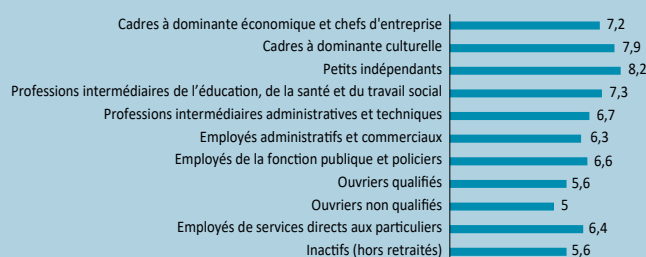 Cadres à dominante économique et chefs d'entreprise 7,2
Cadres à dominante culturelle 7,9
Petits indépendants 8,2
Professions intermédiaires de l’éducation, de la santé et du travail social 7,3
Professions intermédiaires administratives et techniques 6,7
Employés administratifs et commerciaux 6,3
Employés de la fonction publique et policiers 6,6
Ouvriers qualifiés 5,6
Ouvriers non qualifiés 5
Employés de services directs aux particuliers 6,4
Inactifs (hors retraités) 5,6